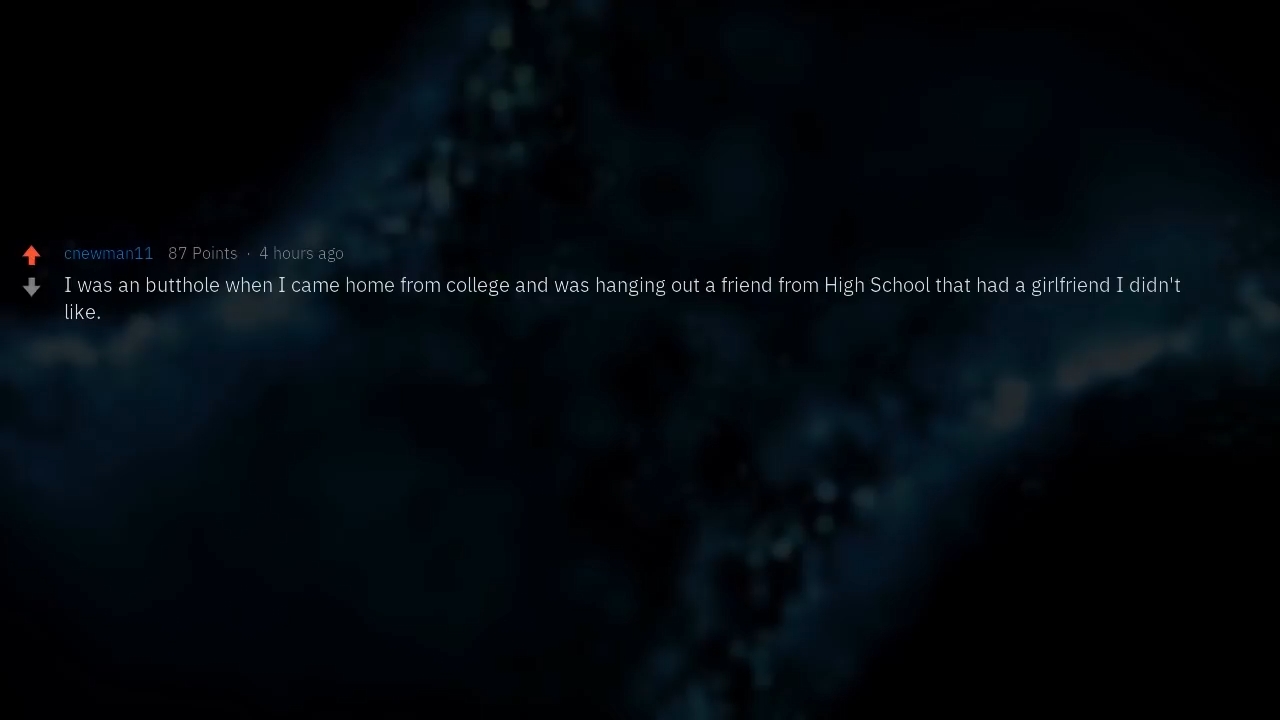 cnewman11 87 Points · 4 hours ago
I was an butthole when I came home from college and was hanging out a friend from High School that had a girlfriend I didn't
like.